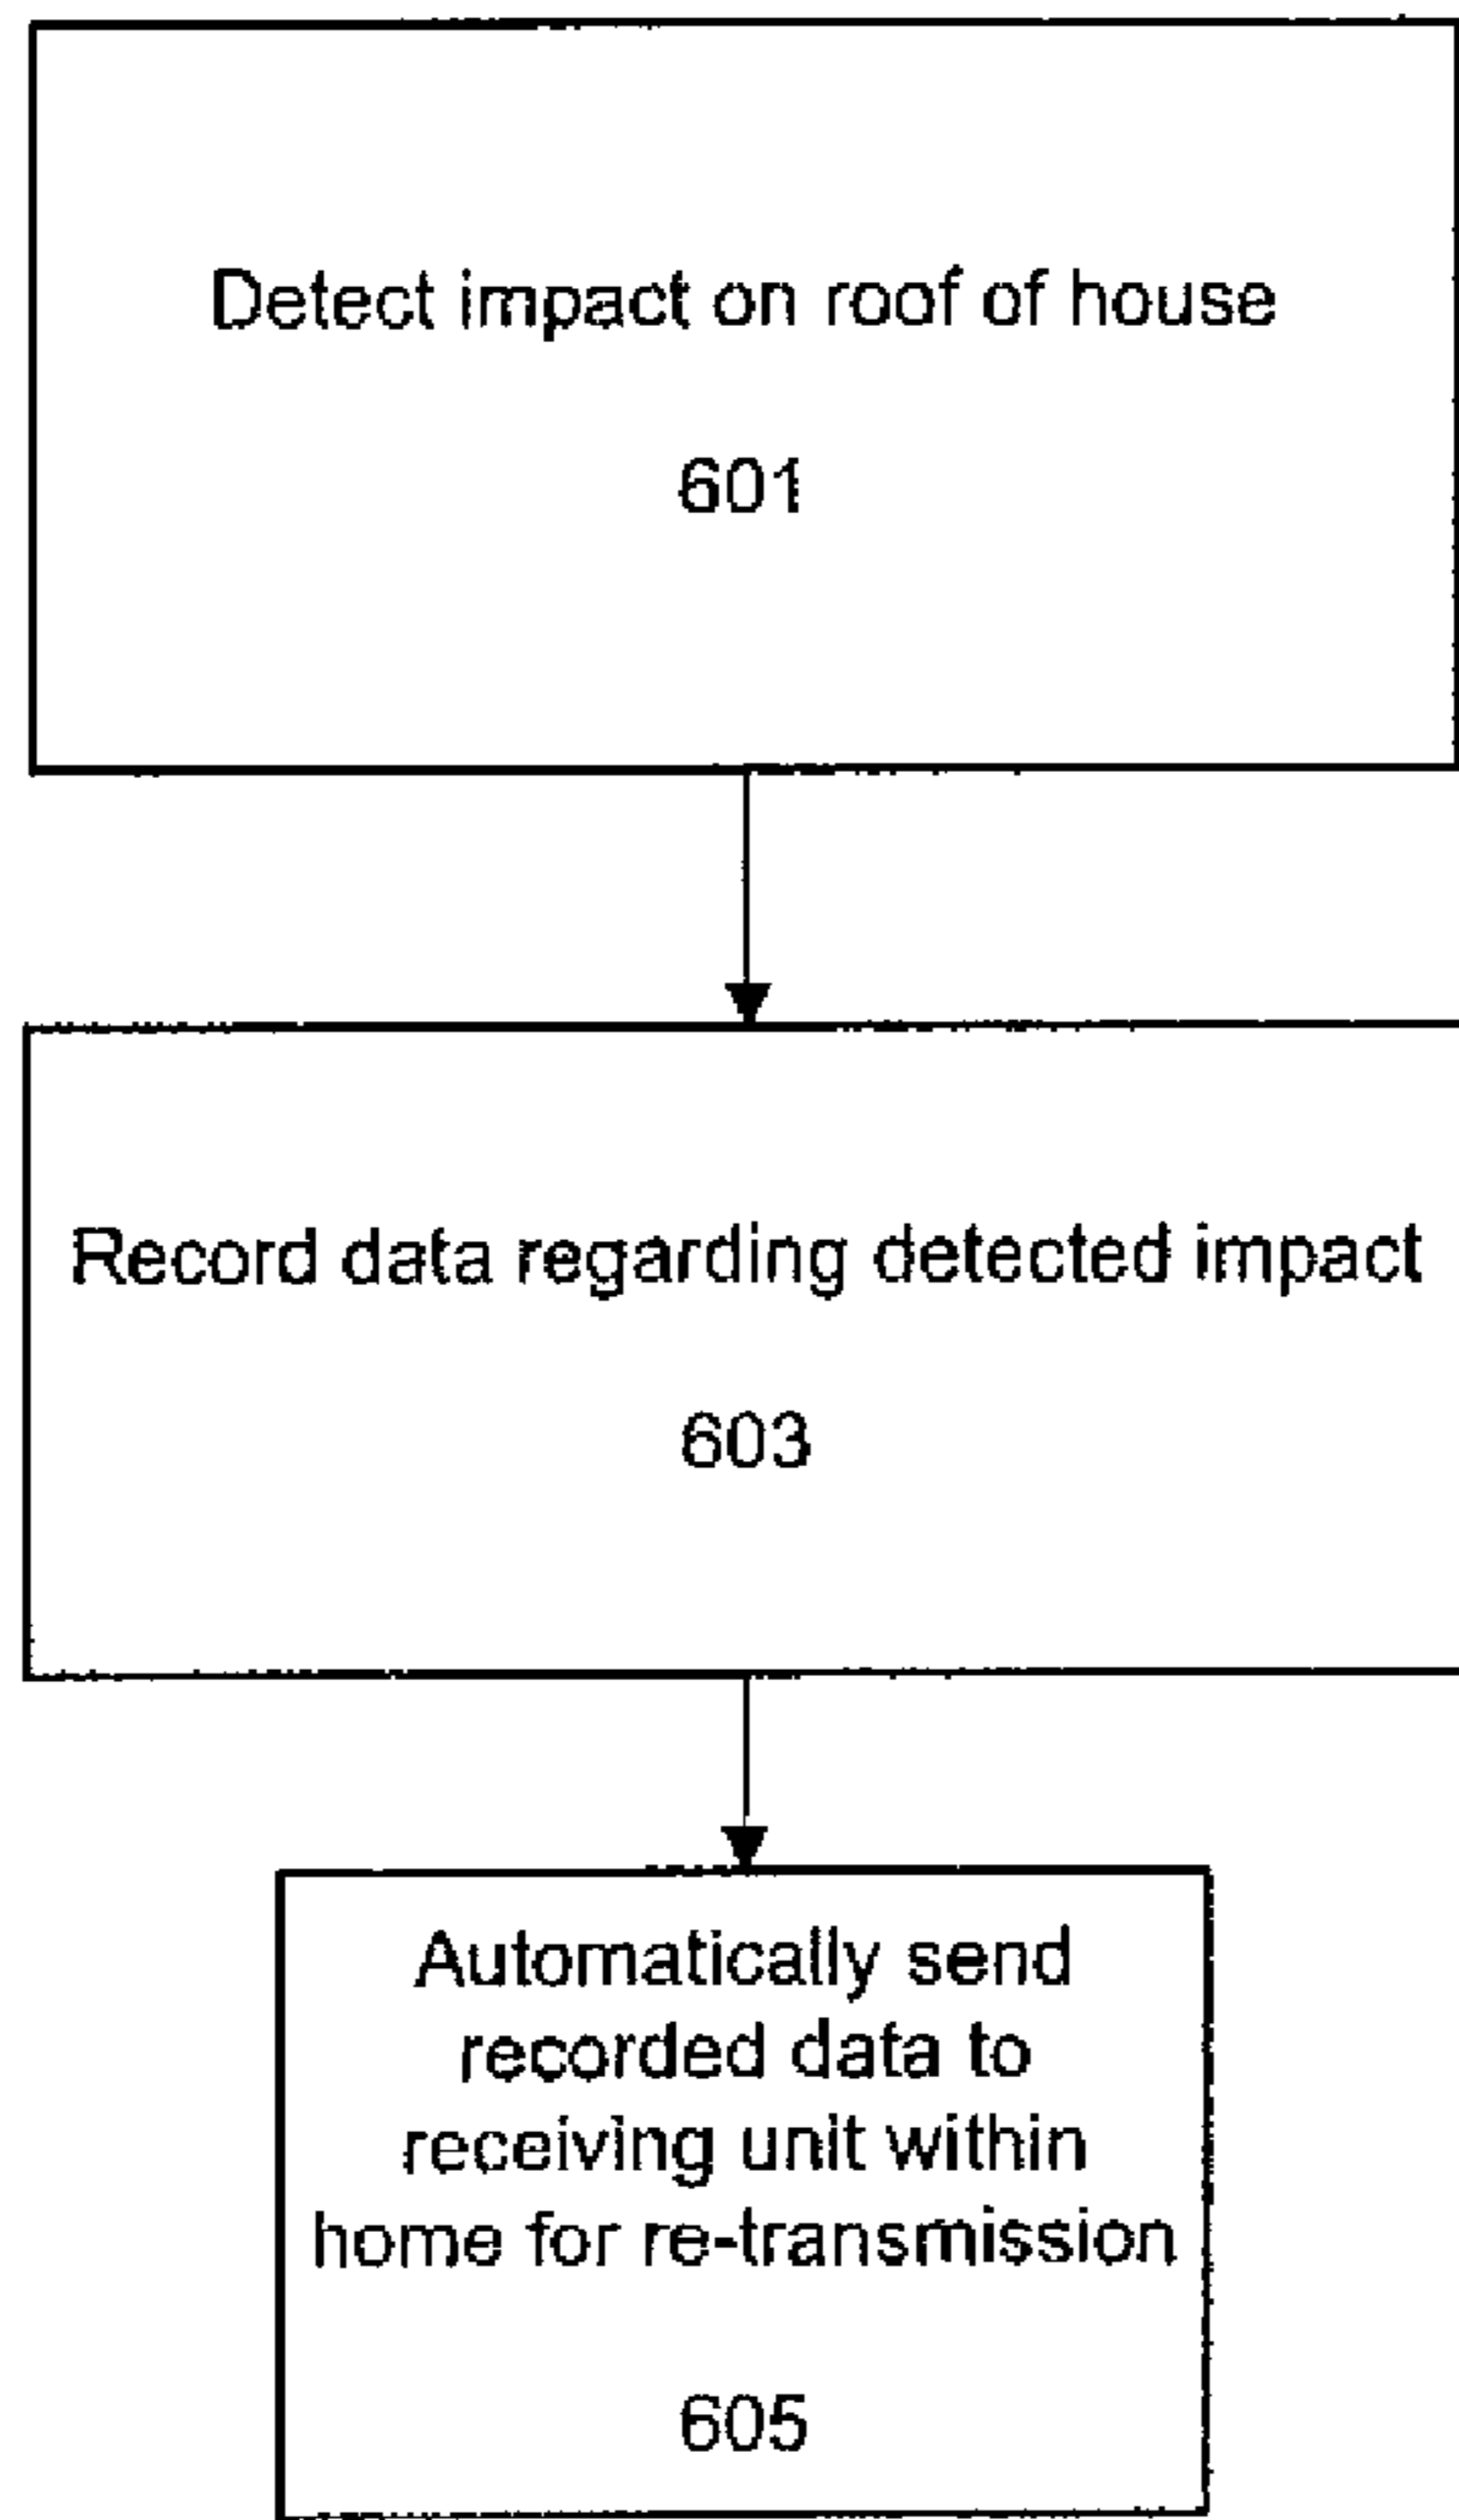 Detect impact on roof of house
601
Record data regarding detected impact
603
Automatically send
recorded data to
receiving unit within
home for re-transmission
605